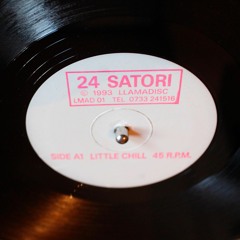 24 SATORI
© 1993 LLAMADISC
LMAD 01 TEL. 0733 241516
SIDE A1 LITTLE CHILL 45 R.P.M.